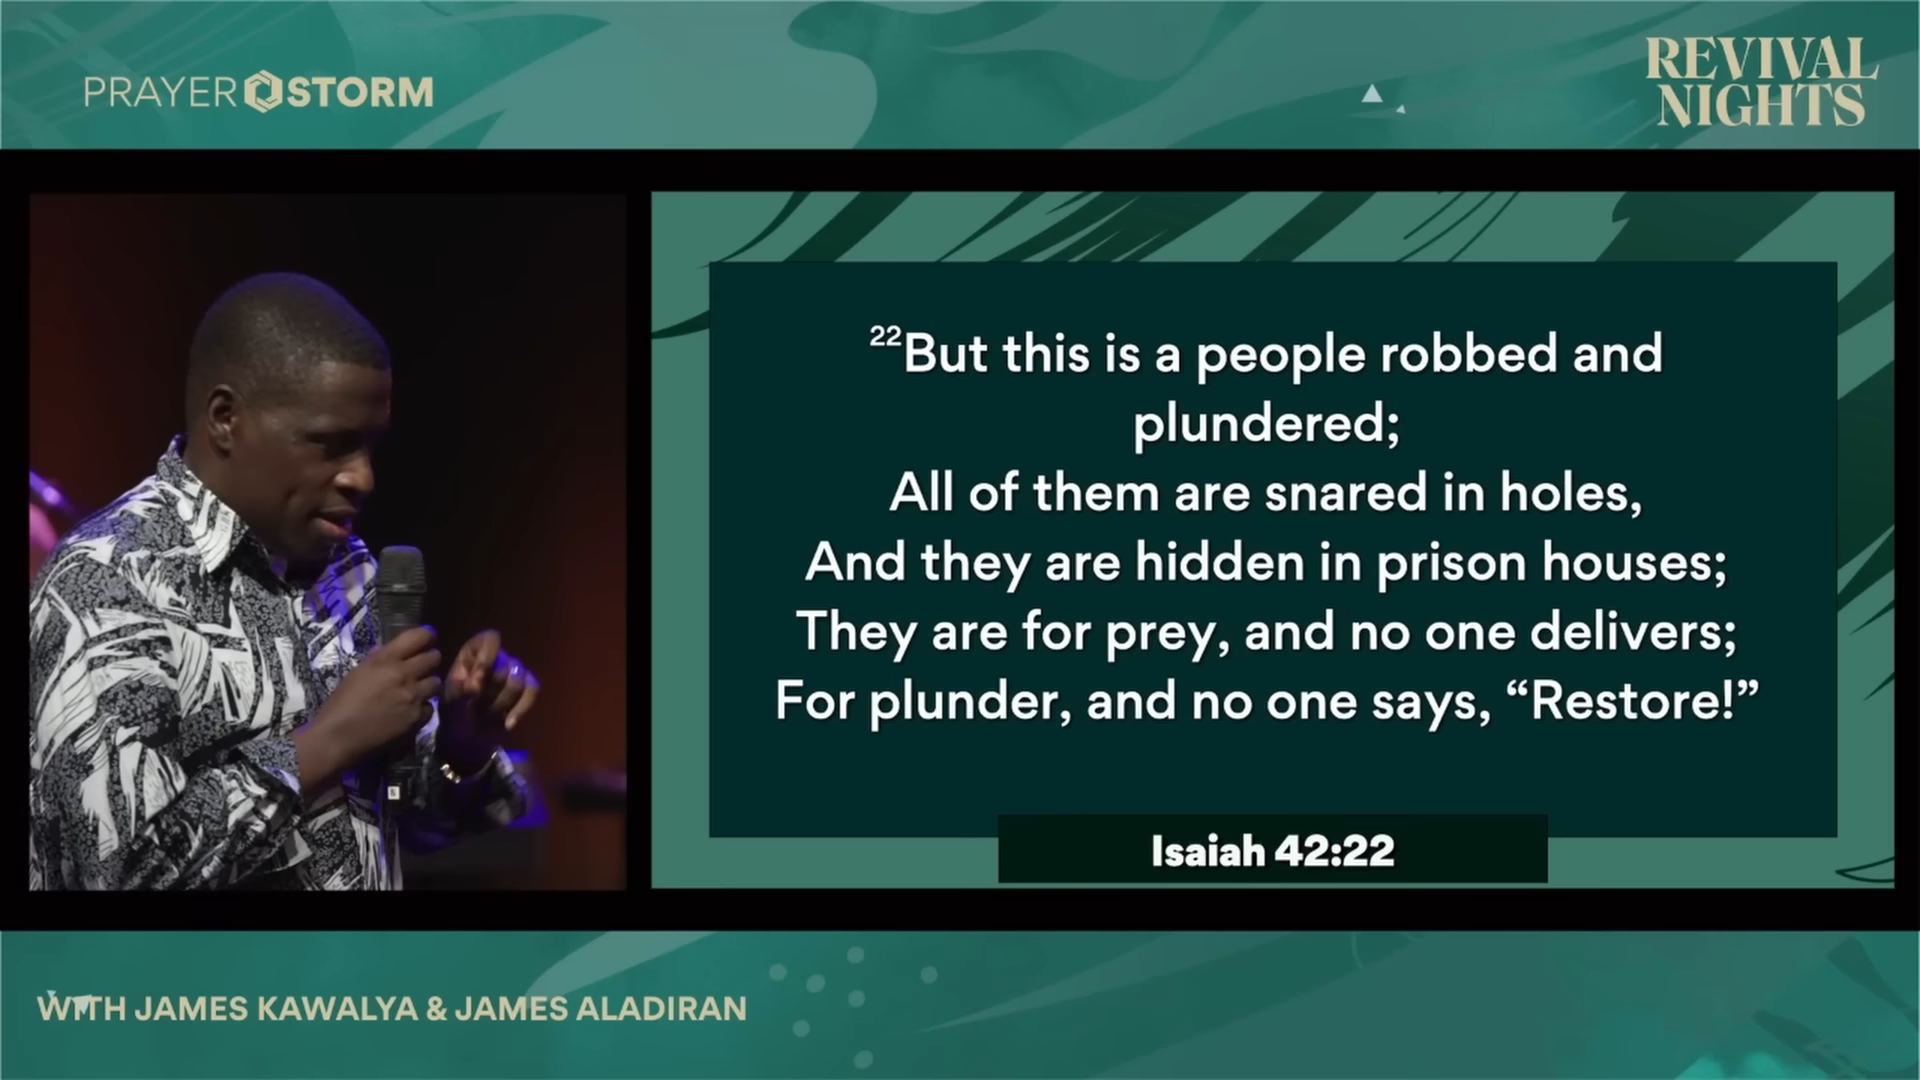 PRAYER STORM
REVIVAL
NIGHTS
22But this is a people robbed and
plundered;
All of them are snared in holes,
And they are hidden in prison houses;
They are for prey, and no one delivers;
For plunder, and no one says, “Restore!”
Isaiah 42:22
WITH JAMES KAWALYA & JAMES ALADIRAN